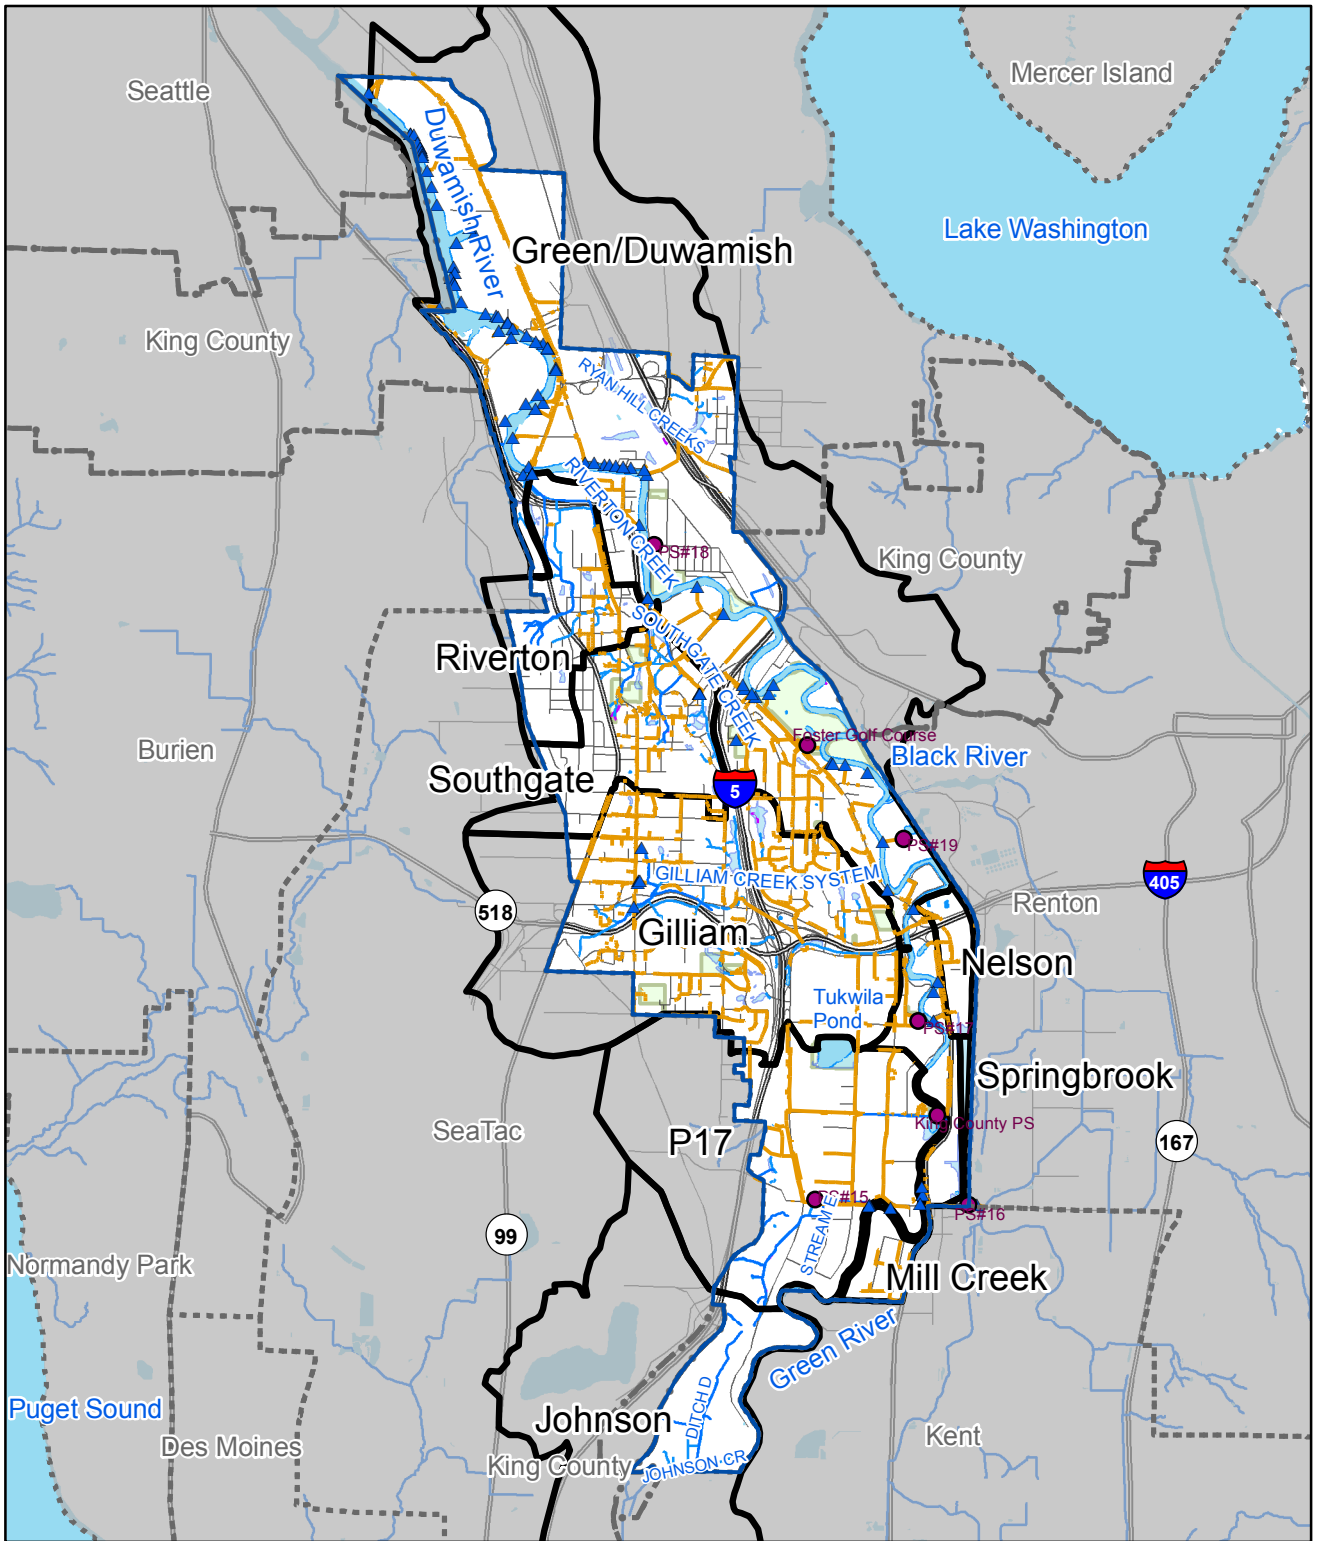 Mercer Island
Seattle
Duwamish River
Lake Washington
Green/Duwamish
King County
RYAN HILL CREEKS
RIVERTON CREEK
PS#18
King County
SOUTHGATE CREEK
Riverton
Foster Golf Course
Burien
Black River
Southgate
5
PS#19
GILLIAM CREEK SYSTEM
405
518
Renton
Gilliam
Nelson
Tukwila
Pond
PS#17
Springbrook
King County PS
SeaTac
P17
167
PS#15
PS#16
STREAM E
99
Normandy Park
Mill Creek
Green River
Puget Sound
DITCH D
Johnson
Des Moines
Kent
King County
JOHNSON CR